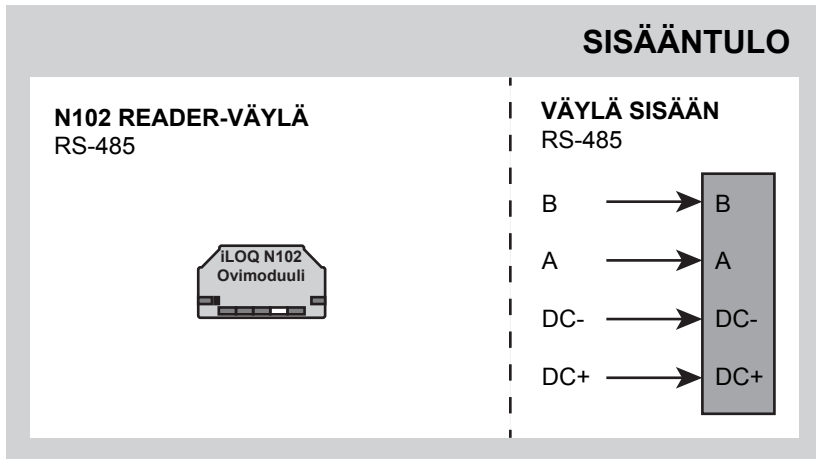 SISÄÄNTULO
N102 READER-VÄYLÄ
RS-485
iLOQ N102
Ovimoduuli
VÄYLÄ SISÄÄN
RS-485
B B
A A
DC- DC-
DC+ DC+